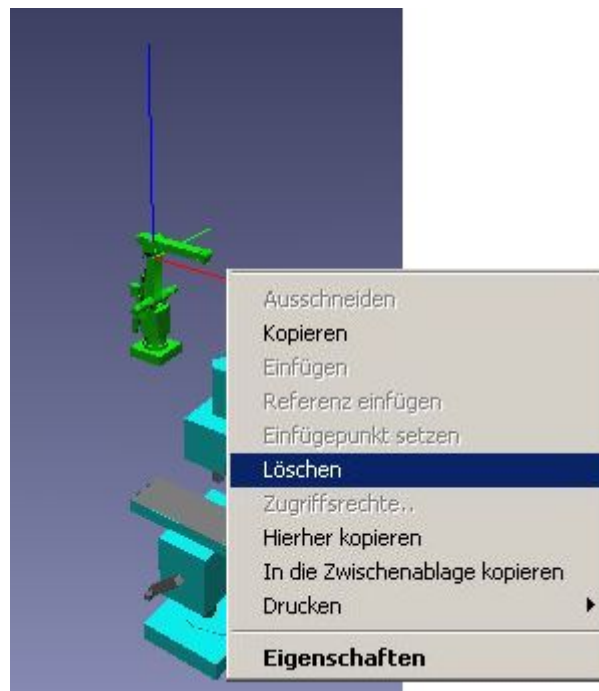 Ausschneiden
Kopieren
Einfügen
Referenz einfügen
Einfügepunkt setzen
Löschen
Zugriffsrechte..
Hierher kopieren
In die Zwischenablage kopieren
Drucken
Eigenschaften